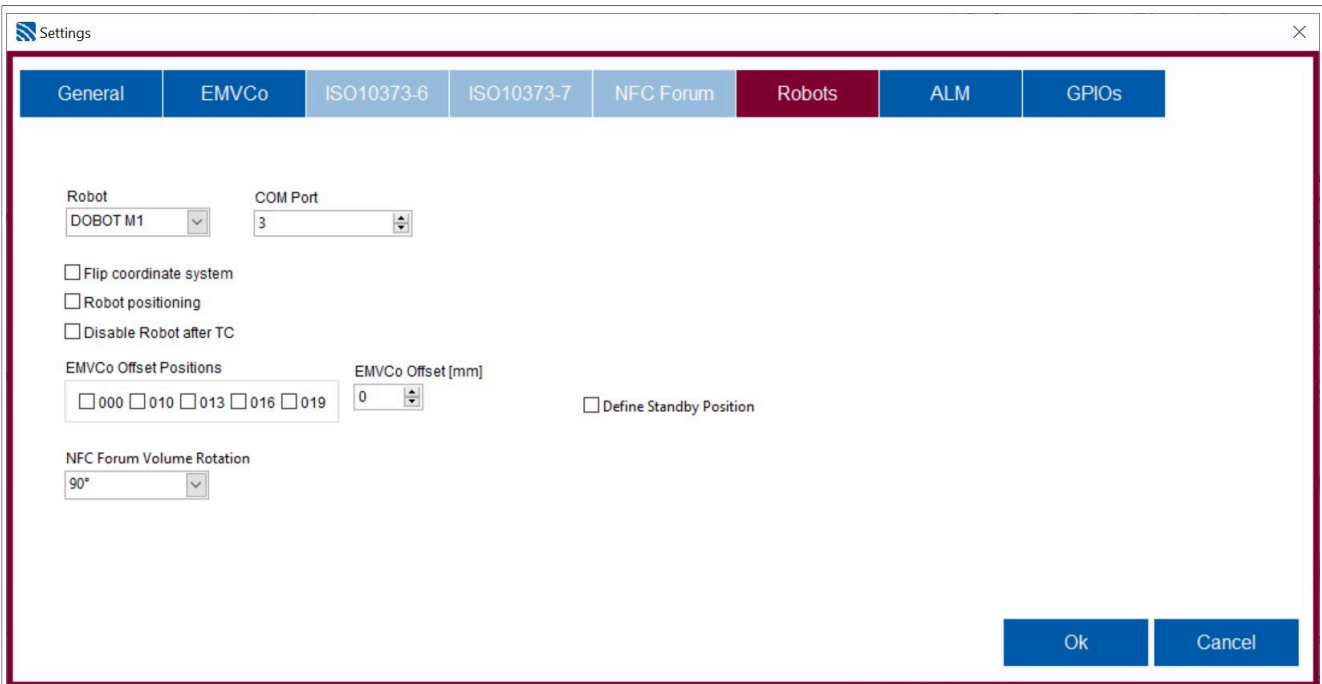 Settings
General EMVCo ISO10373-6 ISO10373-7 NFC Forum Robots ALM GPIOs
Robot COM Port
DOBOT M1 3
Flip coordinate system
Robot positioning
Disable Robot after TC
EMVCo Offset Positions EMVCo Offset [mm]
000 010 013 016 019 0 Define Standby Position
NFC Forum Volume Rotation
90°
Ok Cancel